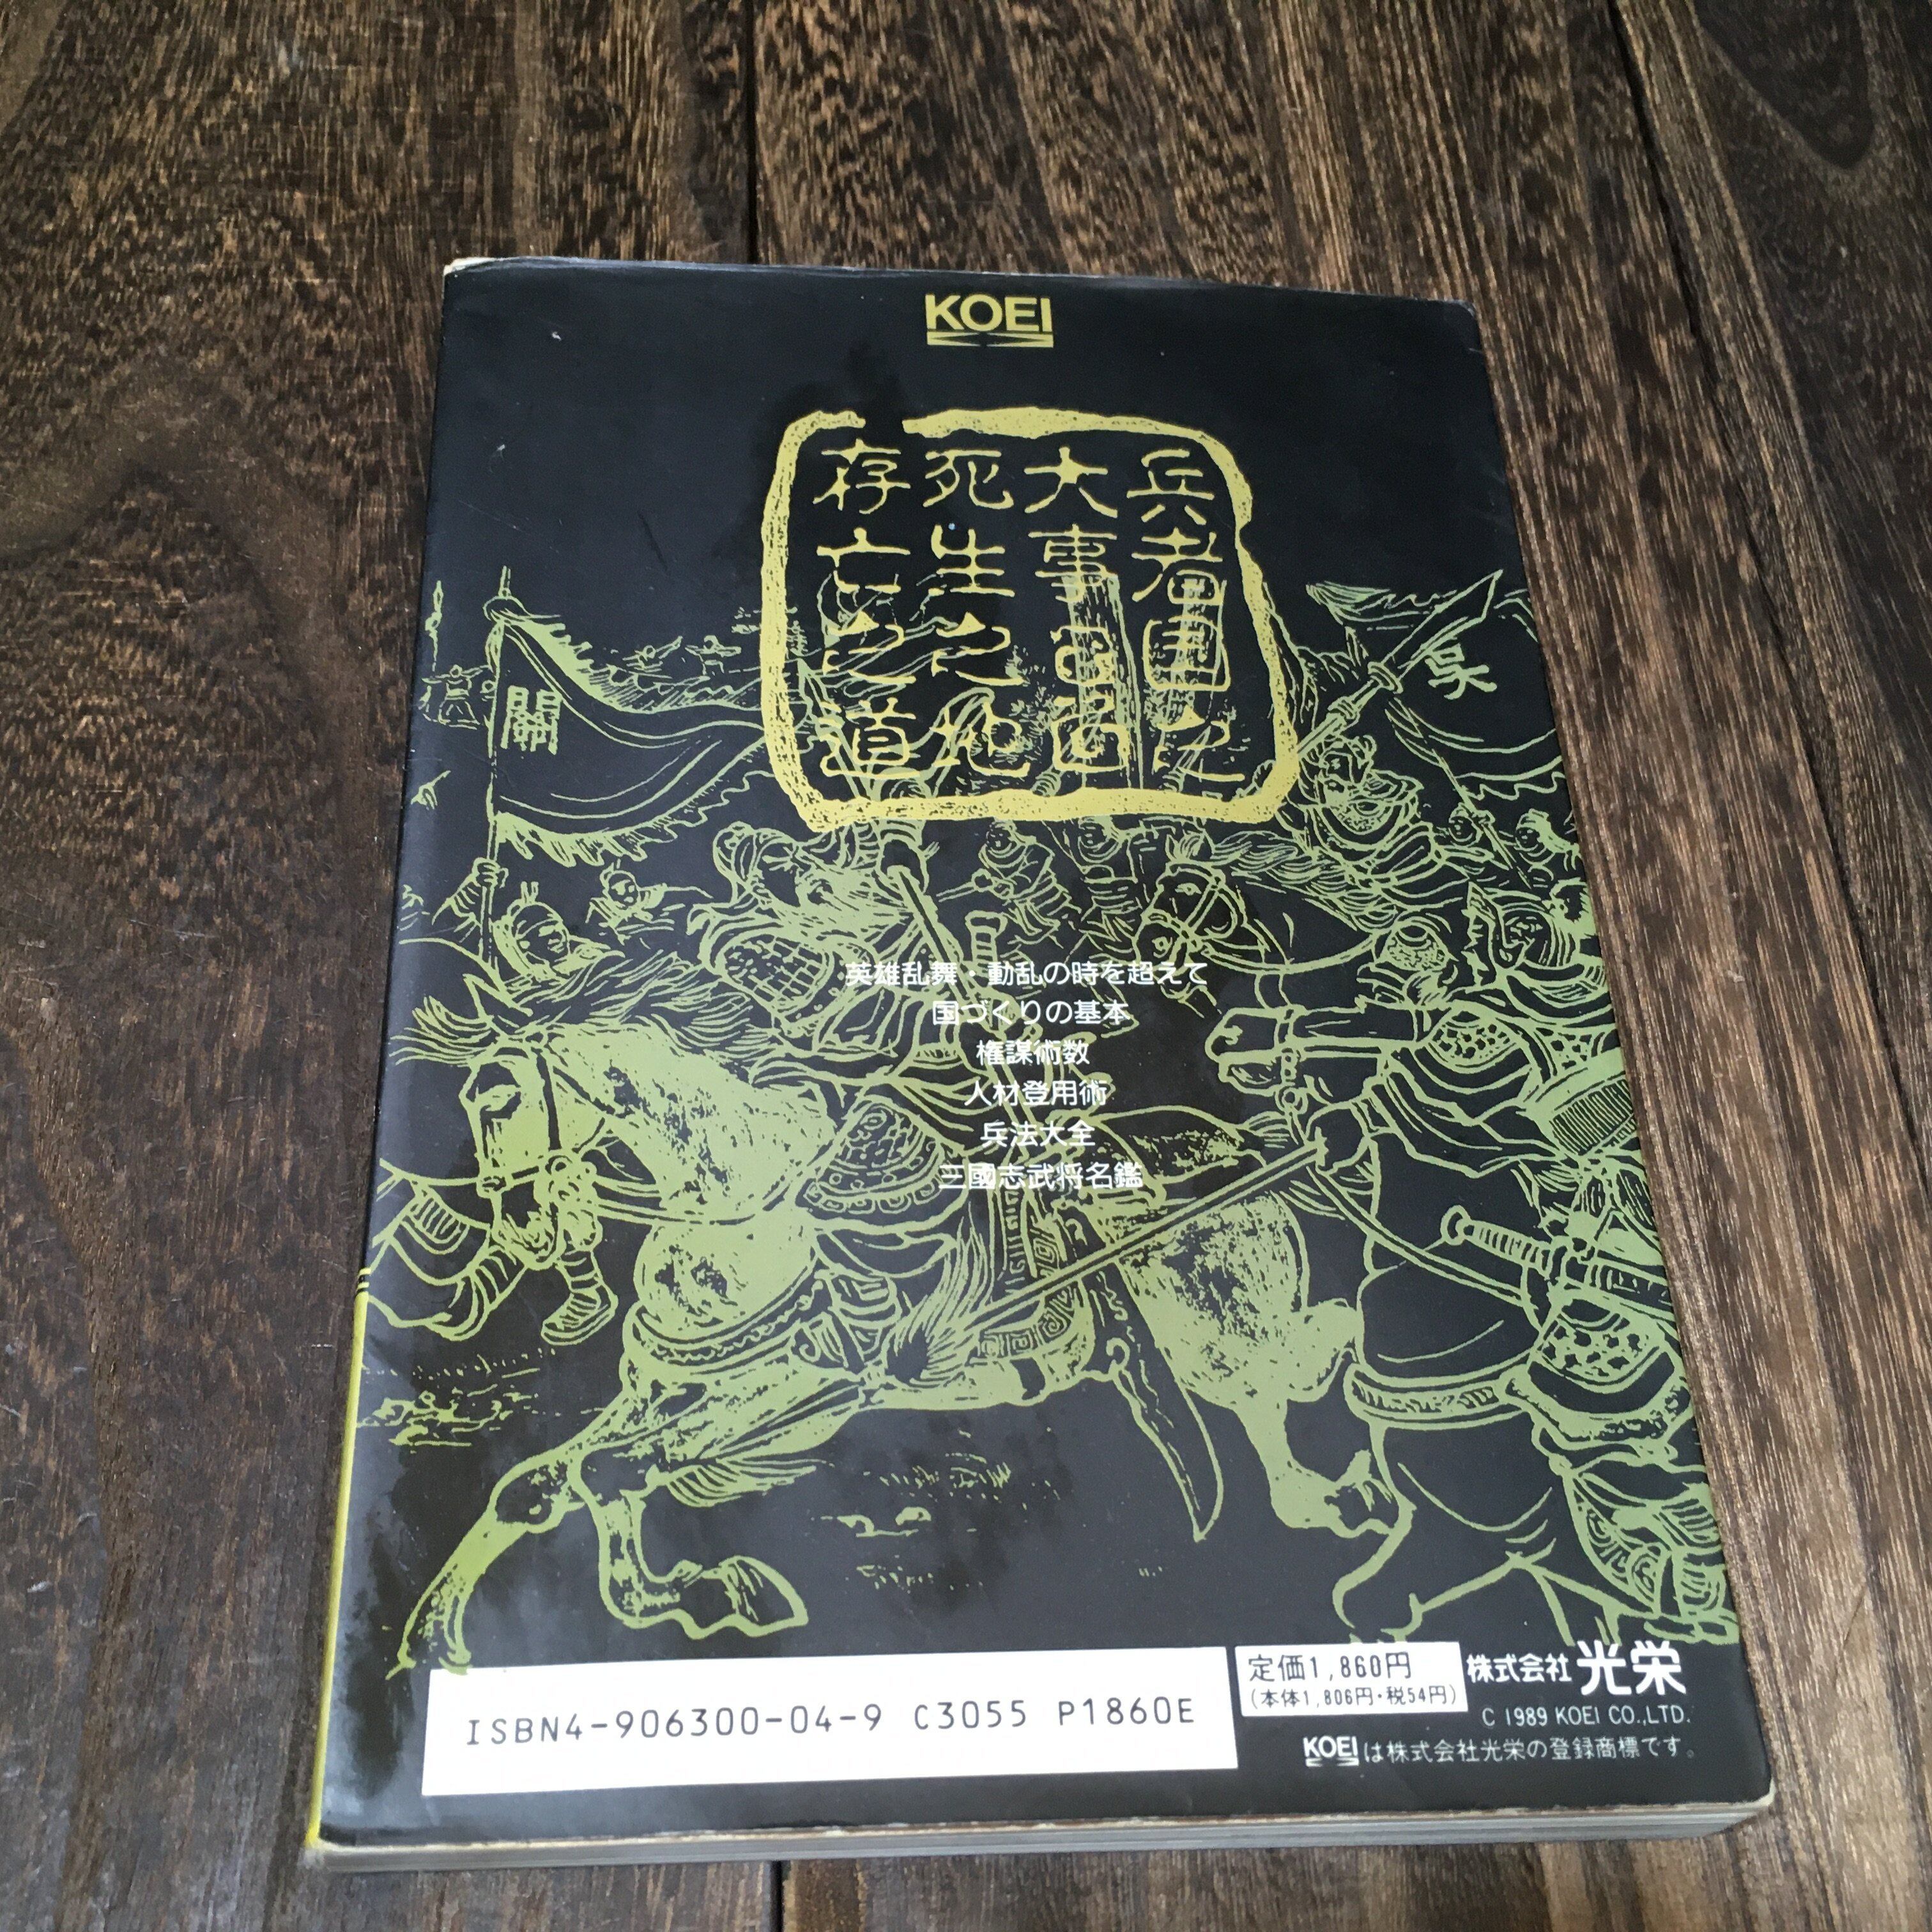 KOEI
兵者国之
大事
死生之地
存亡之道
關
呉
英雄乱舞・動乱の時を超えて
国づくりの基本
権謀術数
人材登用術
兵法大全
三國志武将名鑑
ISBN4-906300-04-9 C3055 P1860E
定価1,860円
(本体1,806円・税54円)
株式会社光栄
C 1989 KOEI CO.,LTD.
KOEIは株式会社光栄の登録商標です。